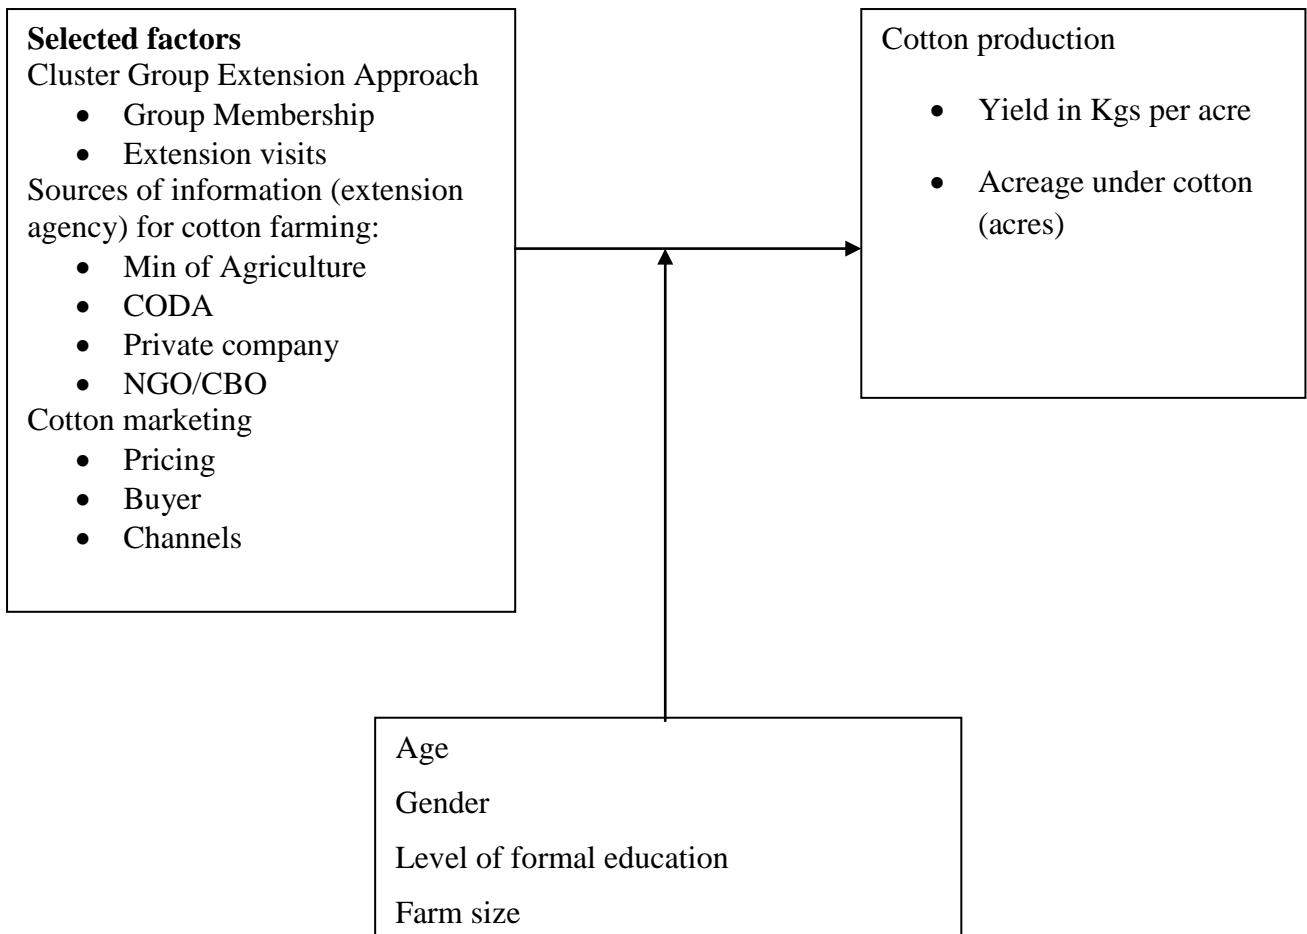 Selected factors
Cluster Group Extension Approach
• Group Membership
• Extension visits
Sources of information (extension
agency) for cotton farming:
• Min of Agriculture
• CODA
• Private company
• NGO/CBO
Cotton marketing
• Pricing
• Buyer
• Channels
Cotton production
• Yield in Kgs per acre
• Acreage under cotton
(acres)
Age
Gender
Level of formal education
Farm size